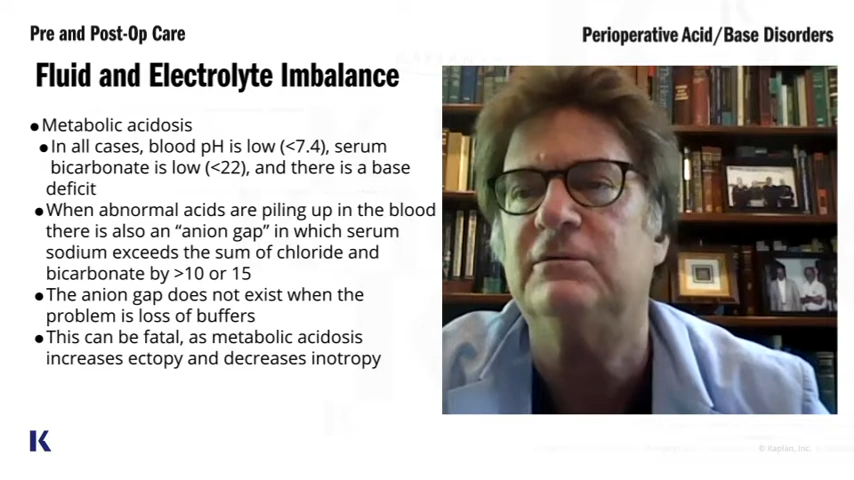 Pre and Post-Op Care
Perioperative Acid/Base Disorders
Fluid and Electrolyte Imbalance
●Metabolic acidosis
●In all cases, blood pH is low (<7.4), serum
bicarbonate is low (<22), and there is a base
deficit
●When abnormal acids are piling up in the blood
there is also an “anion gap” in which serum
sodium exceeds the sum of chloride and
bicarbonate by >10 or 15
●The anion gap does not exist when the
problem is loss of buffers
●This can be fatal, as metabolic acidosis
increases ectopy and decreases inotropy
K
© Kaplan, Inc.